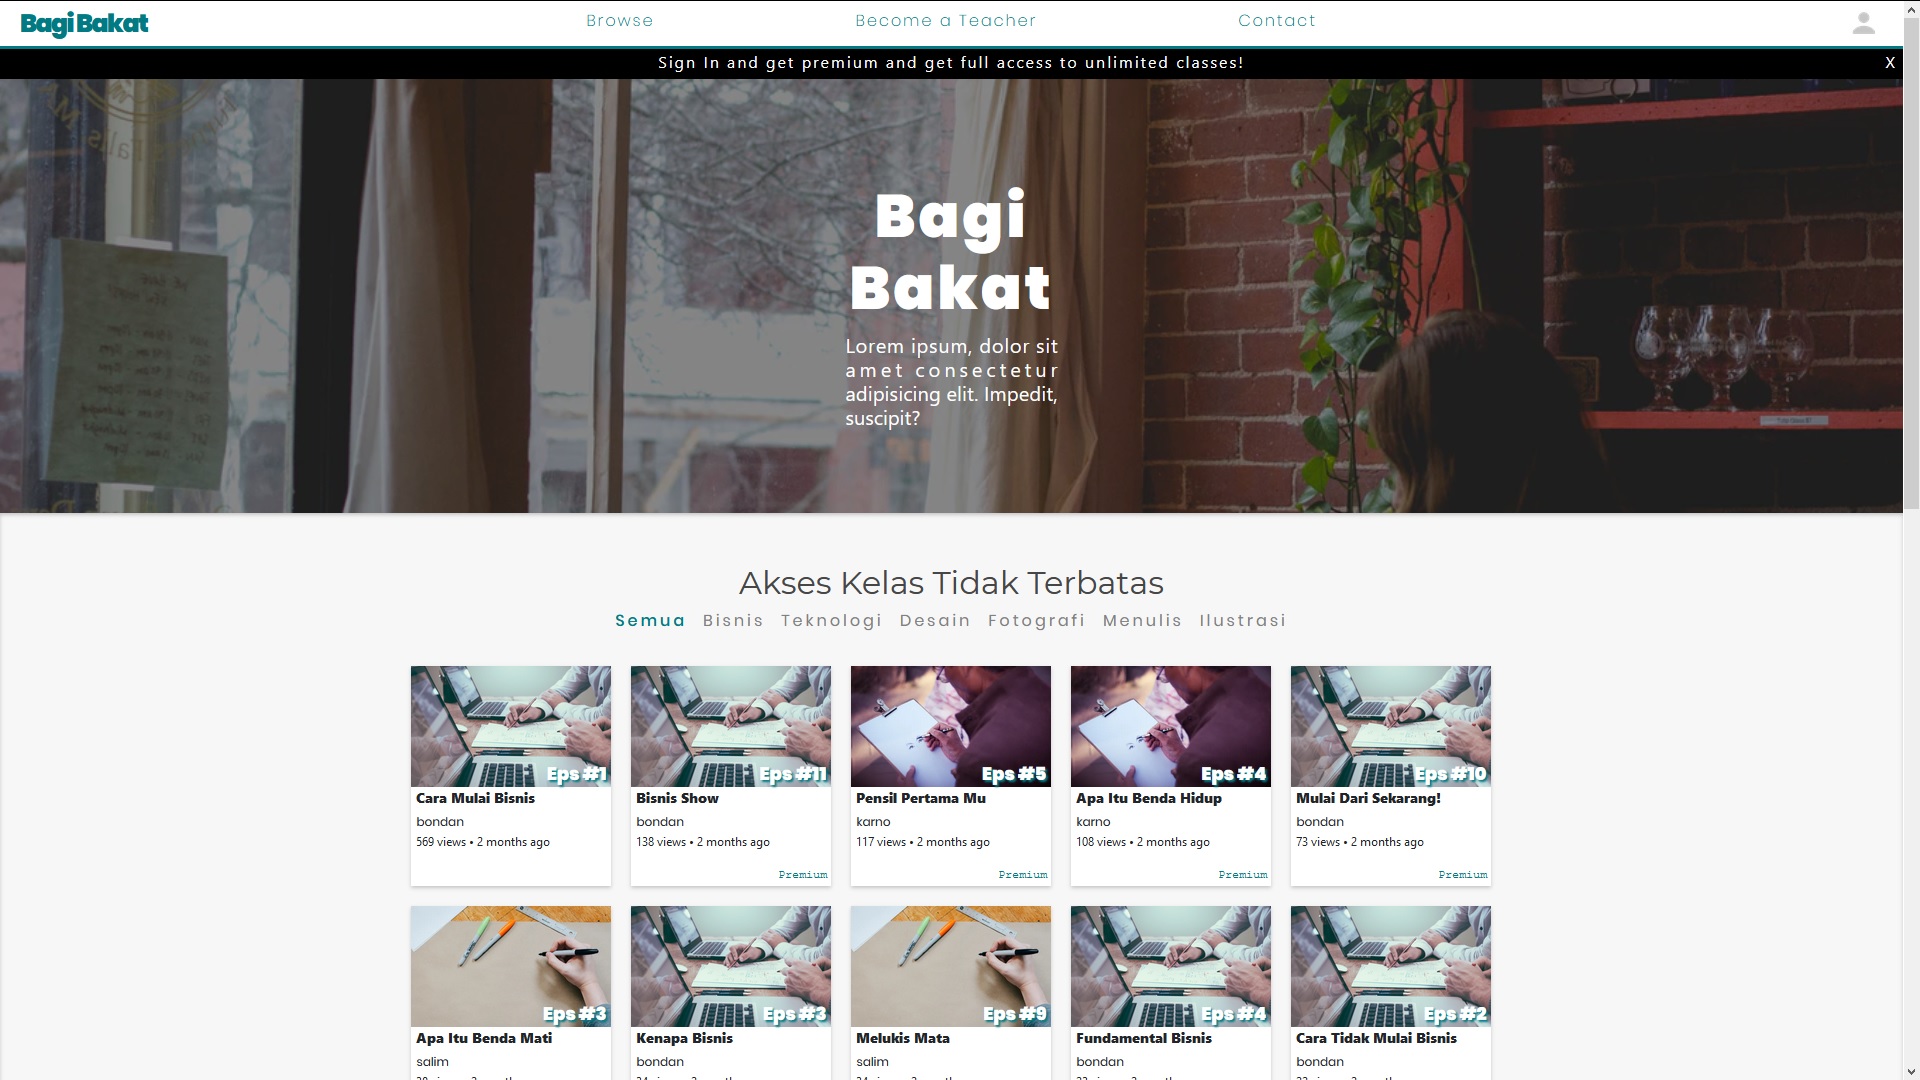 Bagi Bakat
Browse
Become a Teacher
Contact
Sign In and get premium and get full access to unlimited classes!
X
Bagi
Bakat
Lorem ipsum, dolor sit
amet consectetur
adipisicing elit. Impedit,
suscipit?
Akses Kelas Tidak Terbatas
Semua Bisnis Teknologi Desain Fotografi Menulis Ilustrasi
Eps #1
Cara Mulai Bisnis
bondan
569 views • 2 months ago
Eps #11
Bisnis Show
bondan
138 views • 2 months ago
Premium
Eps #5
Pensil Pertama Mu
karno
117 views • 2 months ago
Premium
Eps #4
Apa Itu Benda Hidup
karno
108 views • 2 months ago
Premium
Eps #10
Mulai Dari Sekarang!
bondan
73 views • 2 months ago
Premium
Eps #3
Apa Itu Benda Mati
salim
Eps #3
Kenapa Bisnis
bondan
Eps #9
Melukis Mata
salim
Eps #4
Fundamental Bisnis
bondan
Eps #2
Cara Tidak Mulai Bisnis
bondan